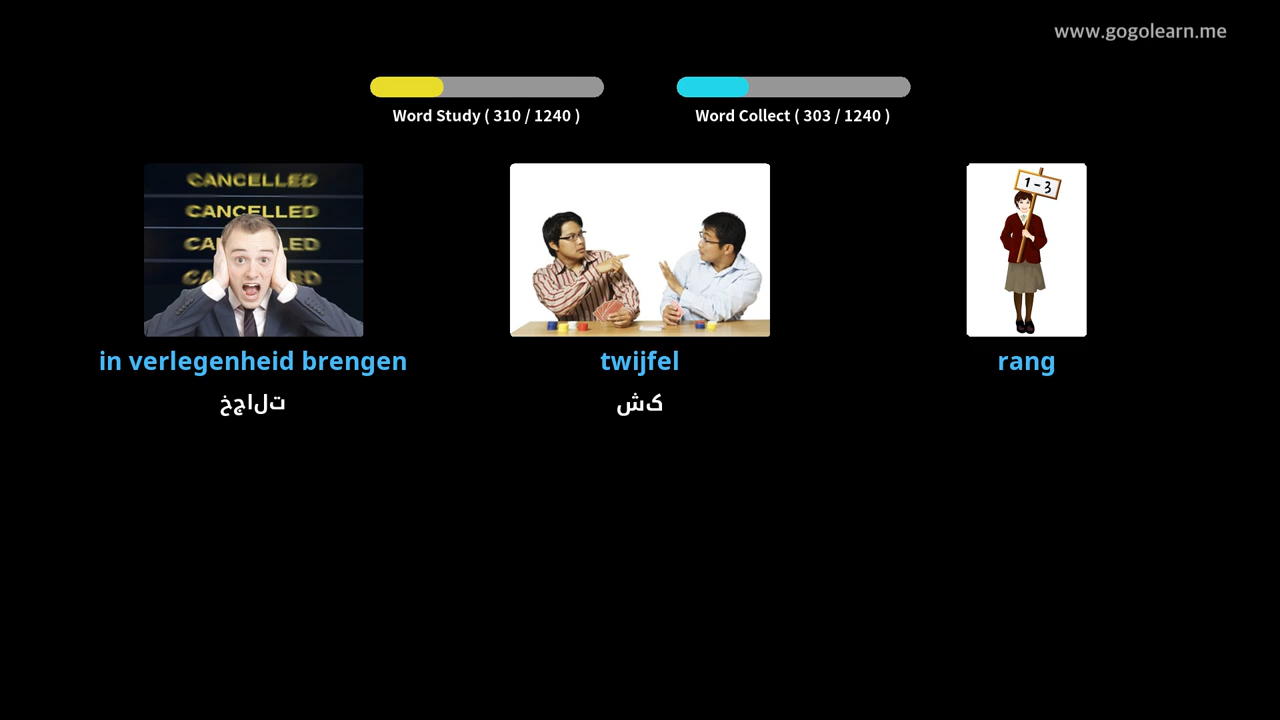 www.gogolearn.me
Word Study ( 310 / 1240 )
Word Collect ( 303 / 1240 )
CANCELLED
CANCELLED
1 - 3
in verlegenheid brengen
twijfel
rang
تلاجخ
کش